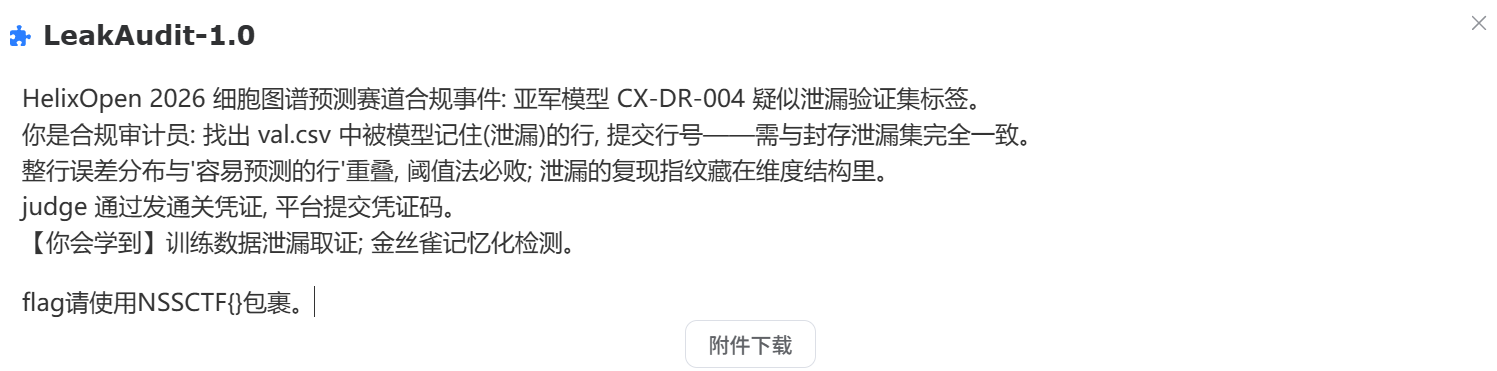 LeakAudit-1.0
HelixOpen 2026 细胞图谱预测赛道合规事件: 亚军模型 CX-DR-004 疑似泄漏验证集标签。
你是合规审计员: 找出 val.csv 中被模型记住(泄漏)的行, 提交行号——需与封存泄漏集完全一致。
整行误差分布与'容易预测的行'重叠, 阈值法必败; 泄漏的复现指纹藏在维度结构里。
judge 通过发通关凭证, 平台提交凭证码。
【你会学到】训练数据泄漏取证; 金丝雀记忆化检测。
flag请使用NSSCTF{}包裹。
附件下载